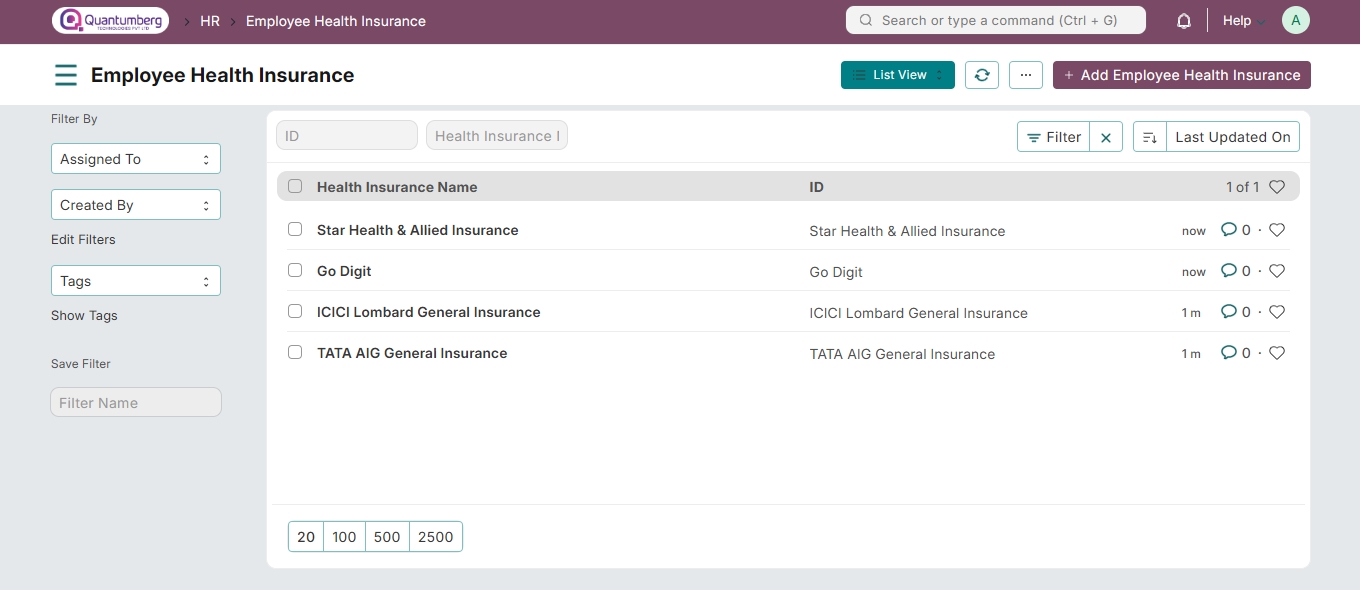 Quantumberg
TECHNOLOGIES PVT LTD
HR
Employee Health Insurance
Search or type a command (Ctrl + G)
Help
A
Employee Health Insurance
List View
···
+ Add Employee Health Insurance
Filter By
Assigned To
Created By
Edit Filters
Tags
Show Tags
Save Filter
Filter Name
ID
Health Insurance
Filter
Last Updated On
Health Insurance Name ID 1 of 1
Star Health & Allied Insurance Star Health & Allied Insurance now 0 ·
Go Digit Go Digit now 0 ·
ICICI Lombard General Insurance ICICI Lombard General Insurance 1 m 0 ·
TATA AIG General Insurance TATA AIG General Insurance 1 m 0 ·
20 100 500 2500